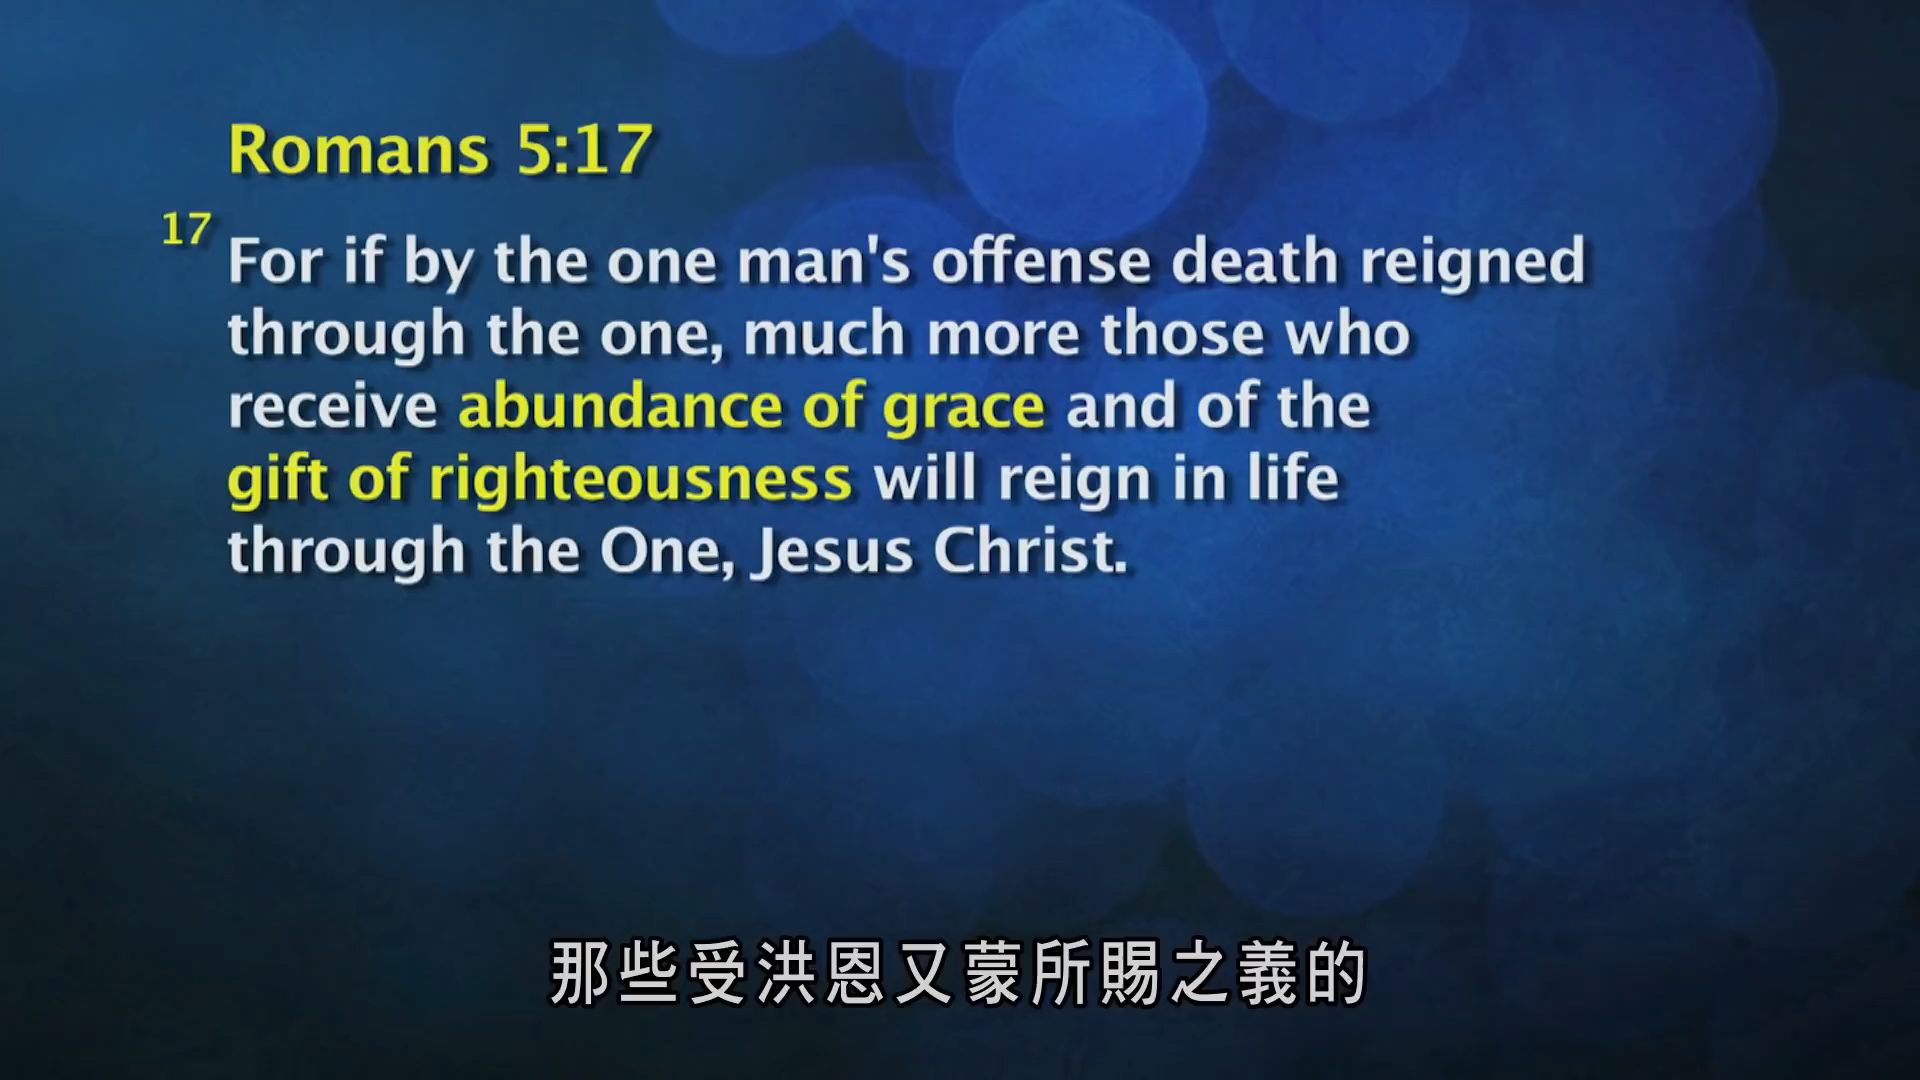 Romans 5:17
17 For if by the one man's offense death reigned
through the one, much more those who
receive abundance of grace and of the
gift of righteousness will reign in life
through the One, Jesus Christ.
那些受洪恩又蒙所賜之義的